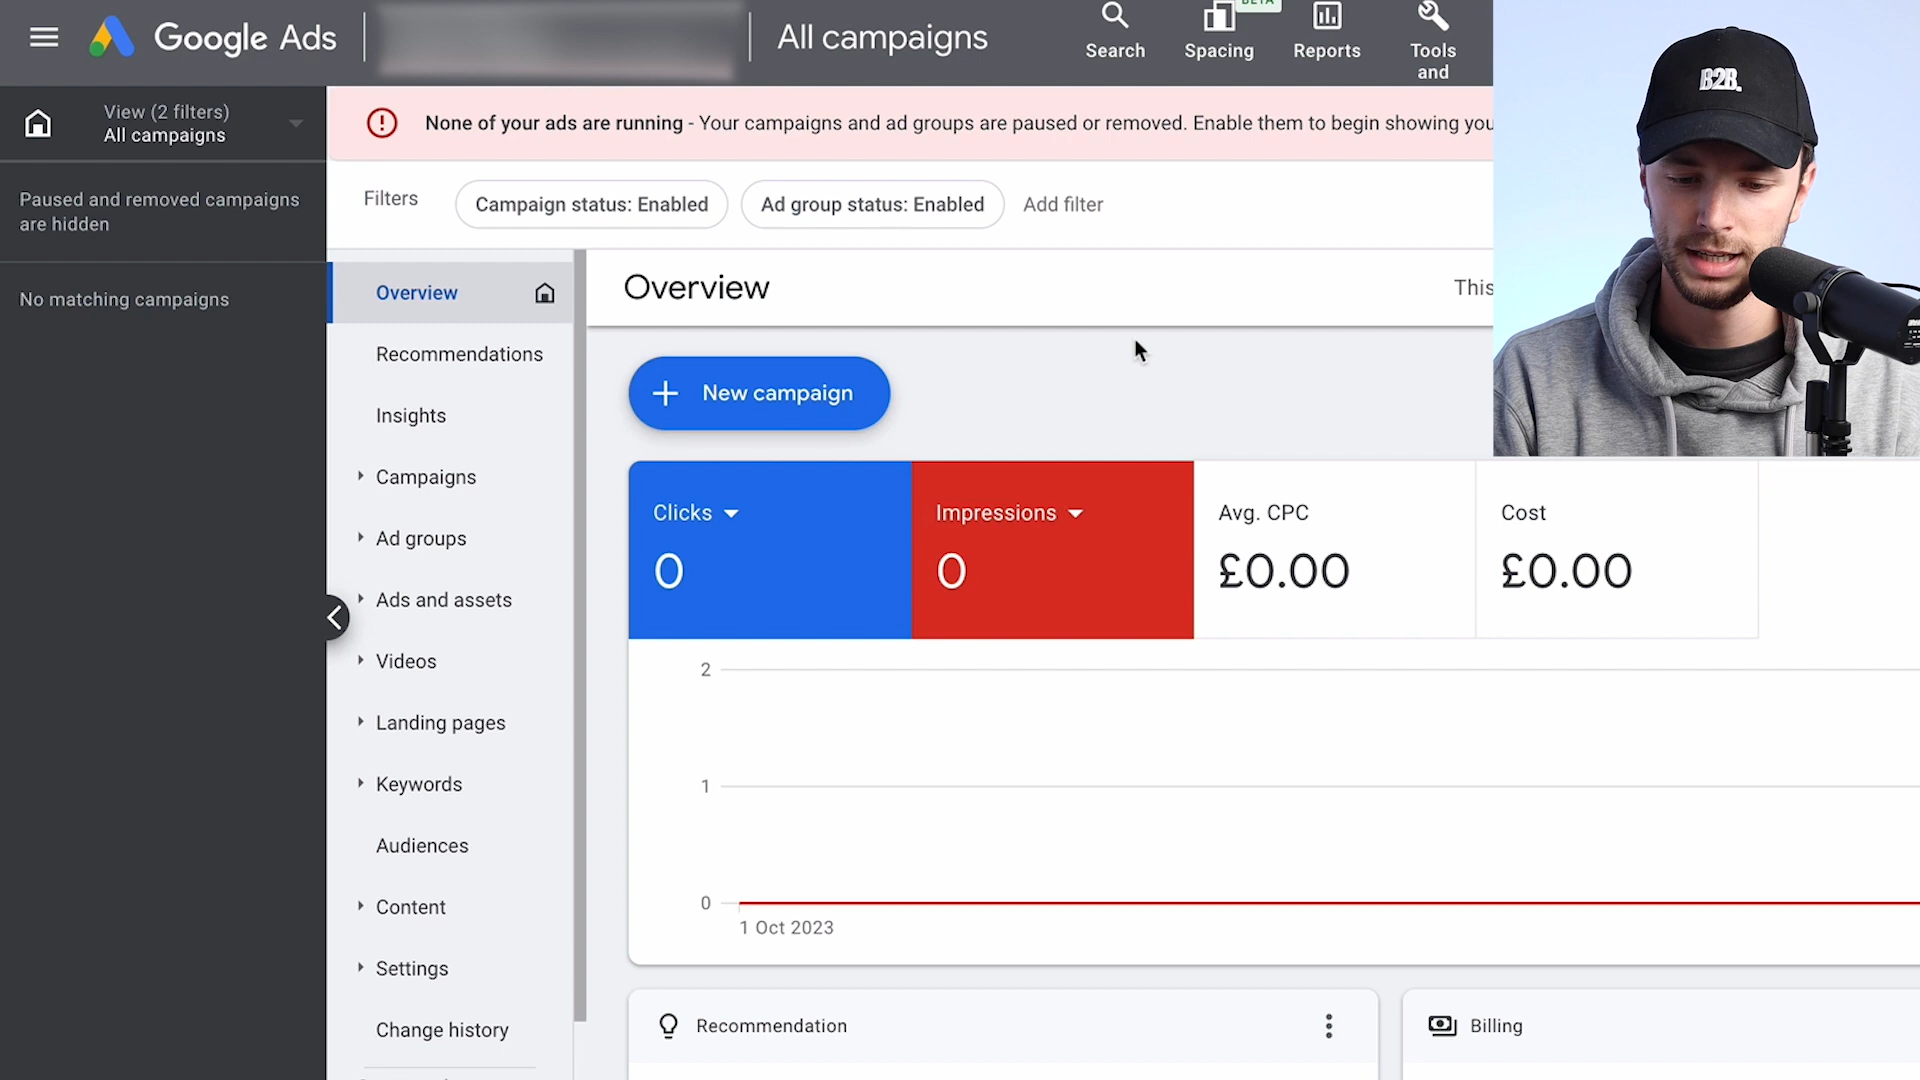 Google Ads
All campaigns
Search
Spacing
Reports
Tools
and
BETA
B2B.
View (2 filters)
All campaigns
None of your ads are running - Your campaigns and ad groups are paused or removed. Enable them to begin showing you
Paused and removed campaigns
are hidden
Filters
Campaign status: Enabled
Ad group status: Enabled
Add filter
No matching campaigns
Overview
Recommendations
Insights
Campaigns
Ad groups
Ads and assets
Videos
Landing pages
Keywords
Audiences
Content
Settings
Change history
Overview
This
New campaign
Clicks
0
Impressions
0
Avg. CPC
£0.00
Cost
£0.00
2
1
0
1 Oct 2023
Recommendation
Billing